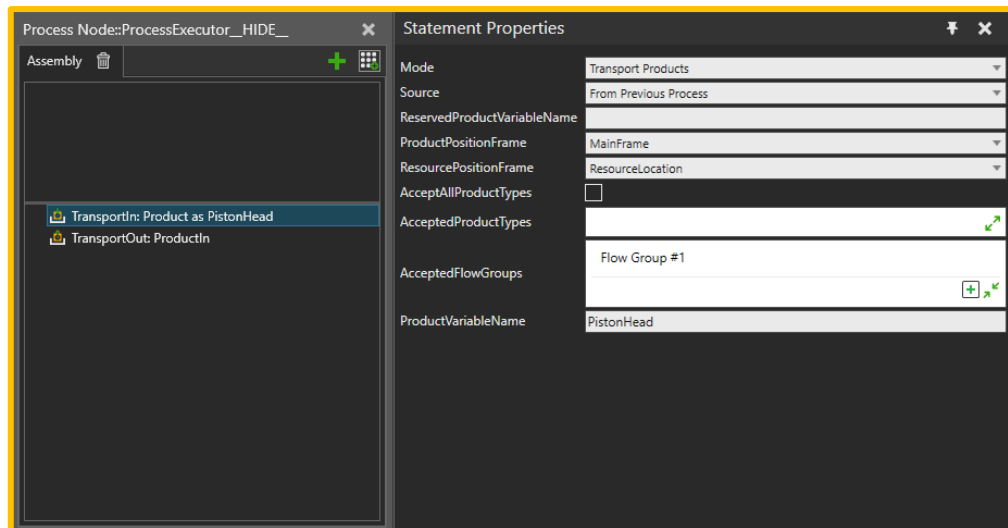 Process Node::ProcessExecutor__HIDE__
Assembly
TransportIn: Product as PistonHead
TransportOut: ProductIn
Statement Properties
Mode
Transport Products
Source
From Previous Process
ReservedProductVariableName
ProductPositionFrame
MainFrame
ResourcePositionFrame
ResourceLocation
AcceptAllProductTypes
AcceptedProductTypes
AcceptedFlowGroups
Flow Group #1
ProductVariableName
PistonHead